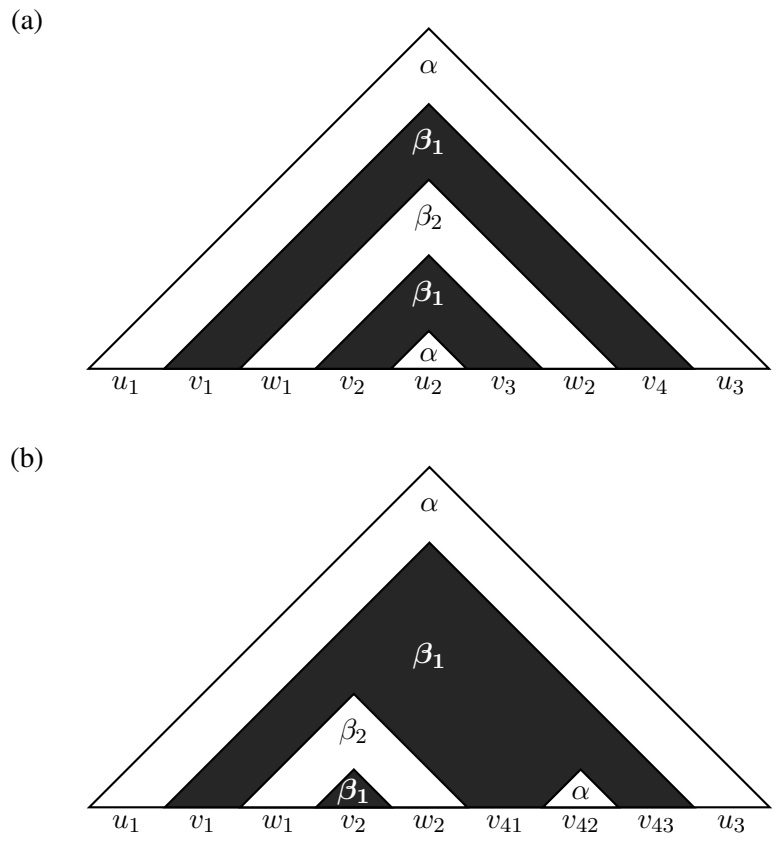 (a)
α
β₁
β₂
β₁
α
u₁ v₁ w₁ v₂ u₂ v₃ w₂ v₄ u₃
(b)
α
β₁
β₂
β₁ α
u₁ v₁ w₁ v₂ w₂ v₄₁ v₄₂ v₄₃ u₃